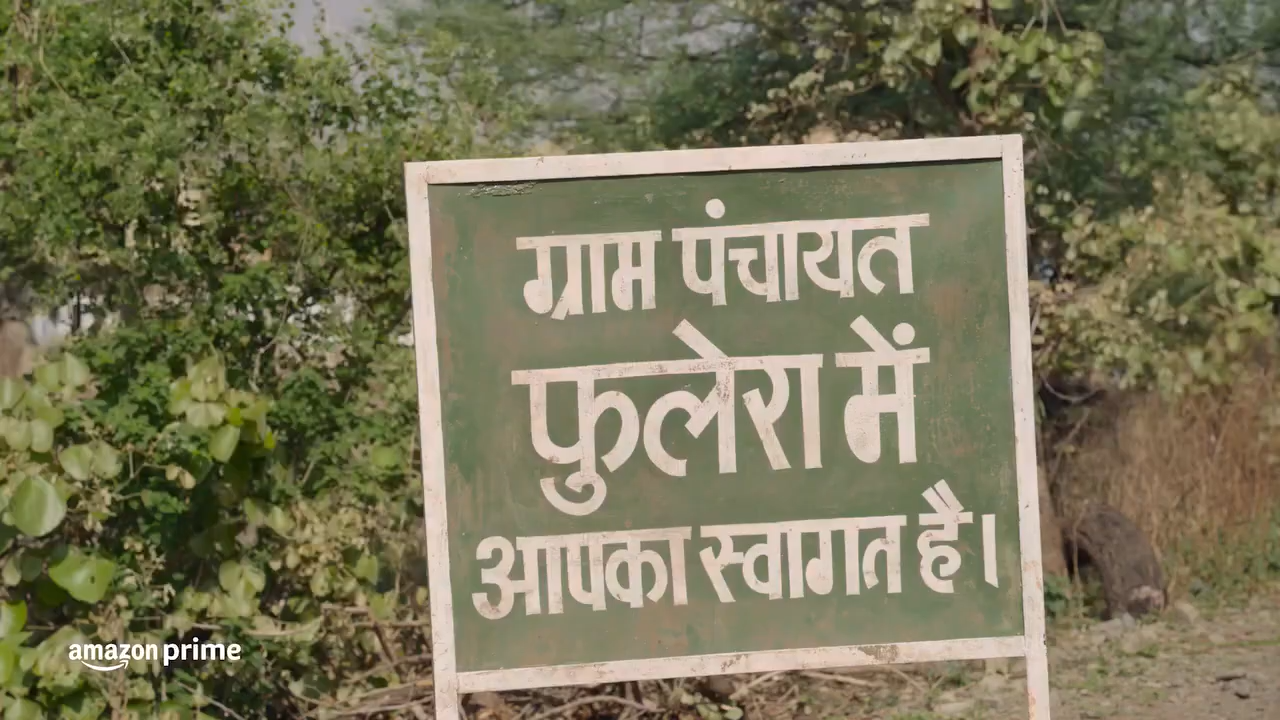 ग्राम पंचायत
फुलेरा में
आपका स्वागत है।
amazon prime